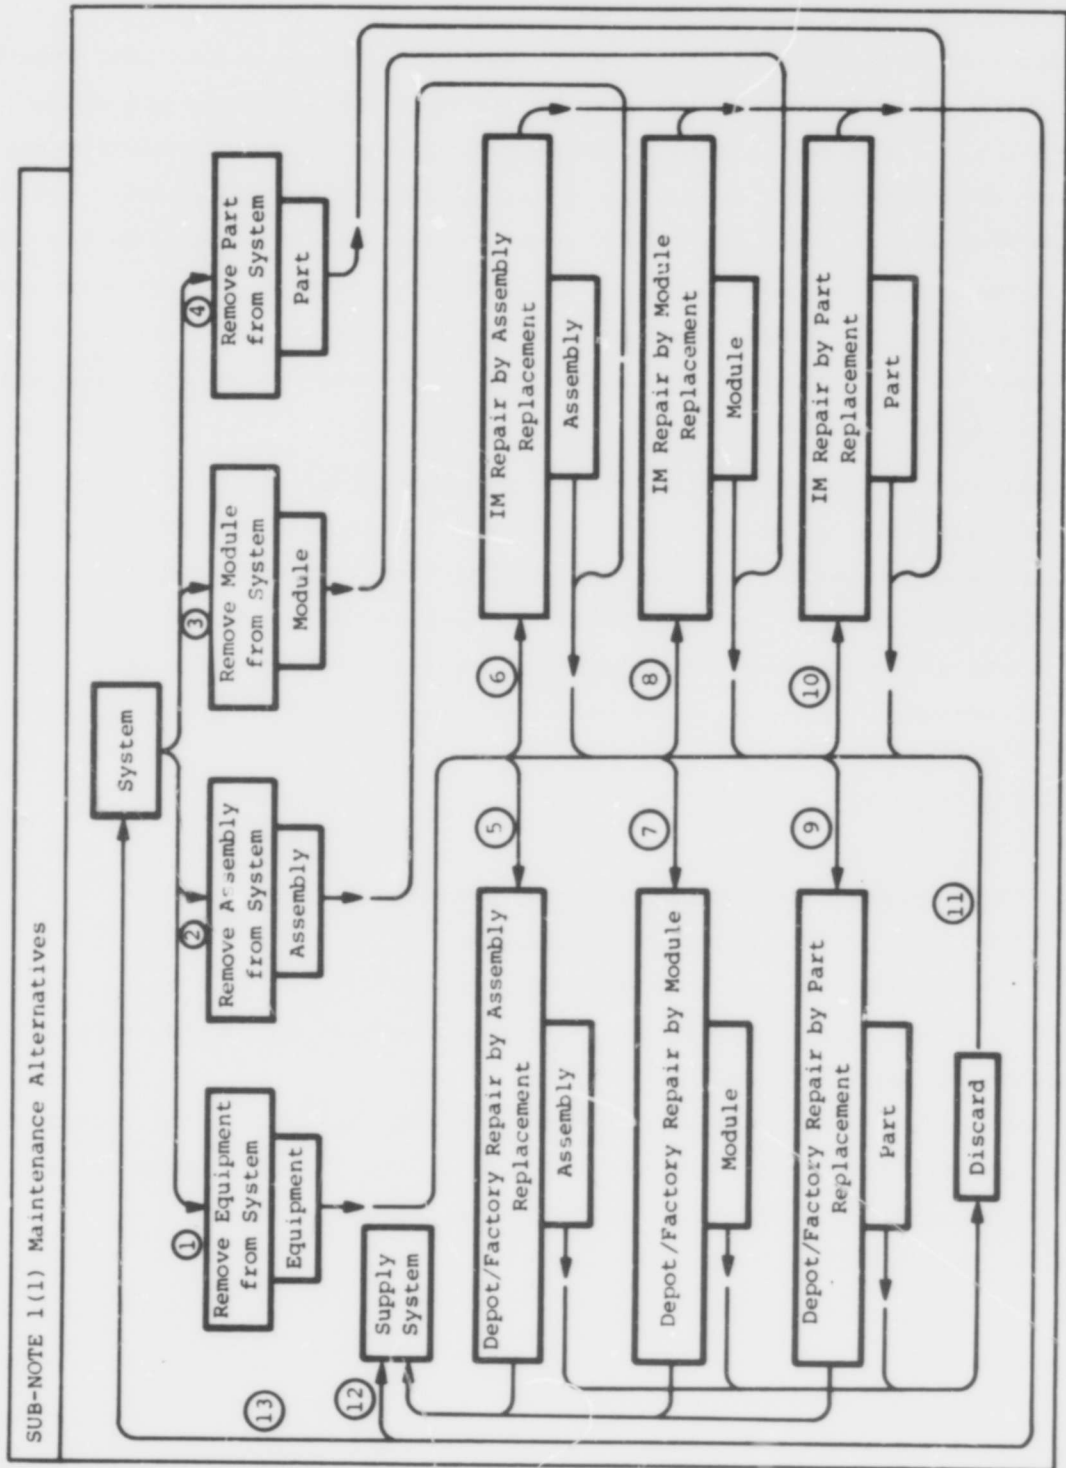 SUB-NOTE 1(1) Maintenance Alternatives
System
1
2
3
4
Remove Equipment
from System
Equipment
Remove Assembly
from System
Assembly
Remove Module
from System
Module
Remove Part
from System
Part
13
12
Supply
System
5
6
Depot/Factory Repair by Assembly
Replacement
Assembly
IM Repair by Assembly
Replacement
Assembly
7
8
Depot/Factory Repair by Module
Module
IM Repair by Module
Replacement
Module
9
10
Depot/Factory Repair by Part
Replacement
Part
IM Repair by Part
Replacement
Part
11
Discard